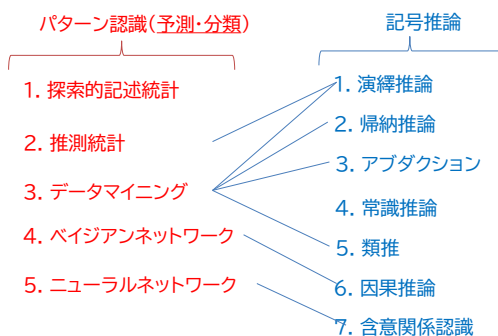 パターン認識(予測・分類)
1. 探索的記述統計
2. 推測統計
3. データマイニング
4. ベイジアンネットワーク
5. ニューラルネットワーク
記号推論
1. 演繹推論
2. 帰納推論
3. アブダクション
4. 常識推論
5. 類推
6. 因果推論
7. 含意関係認識